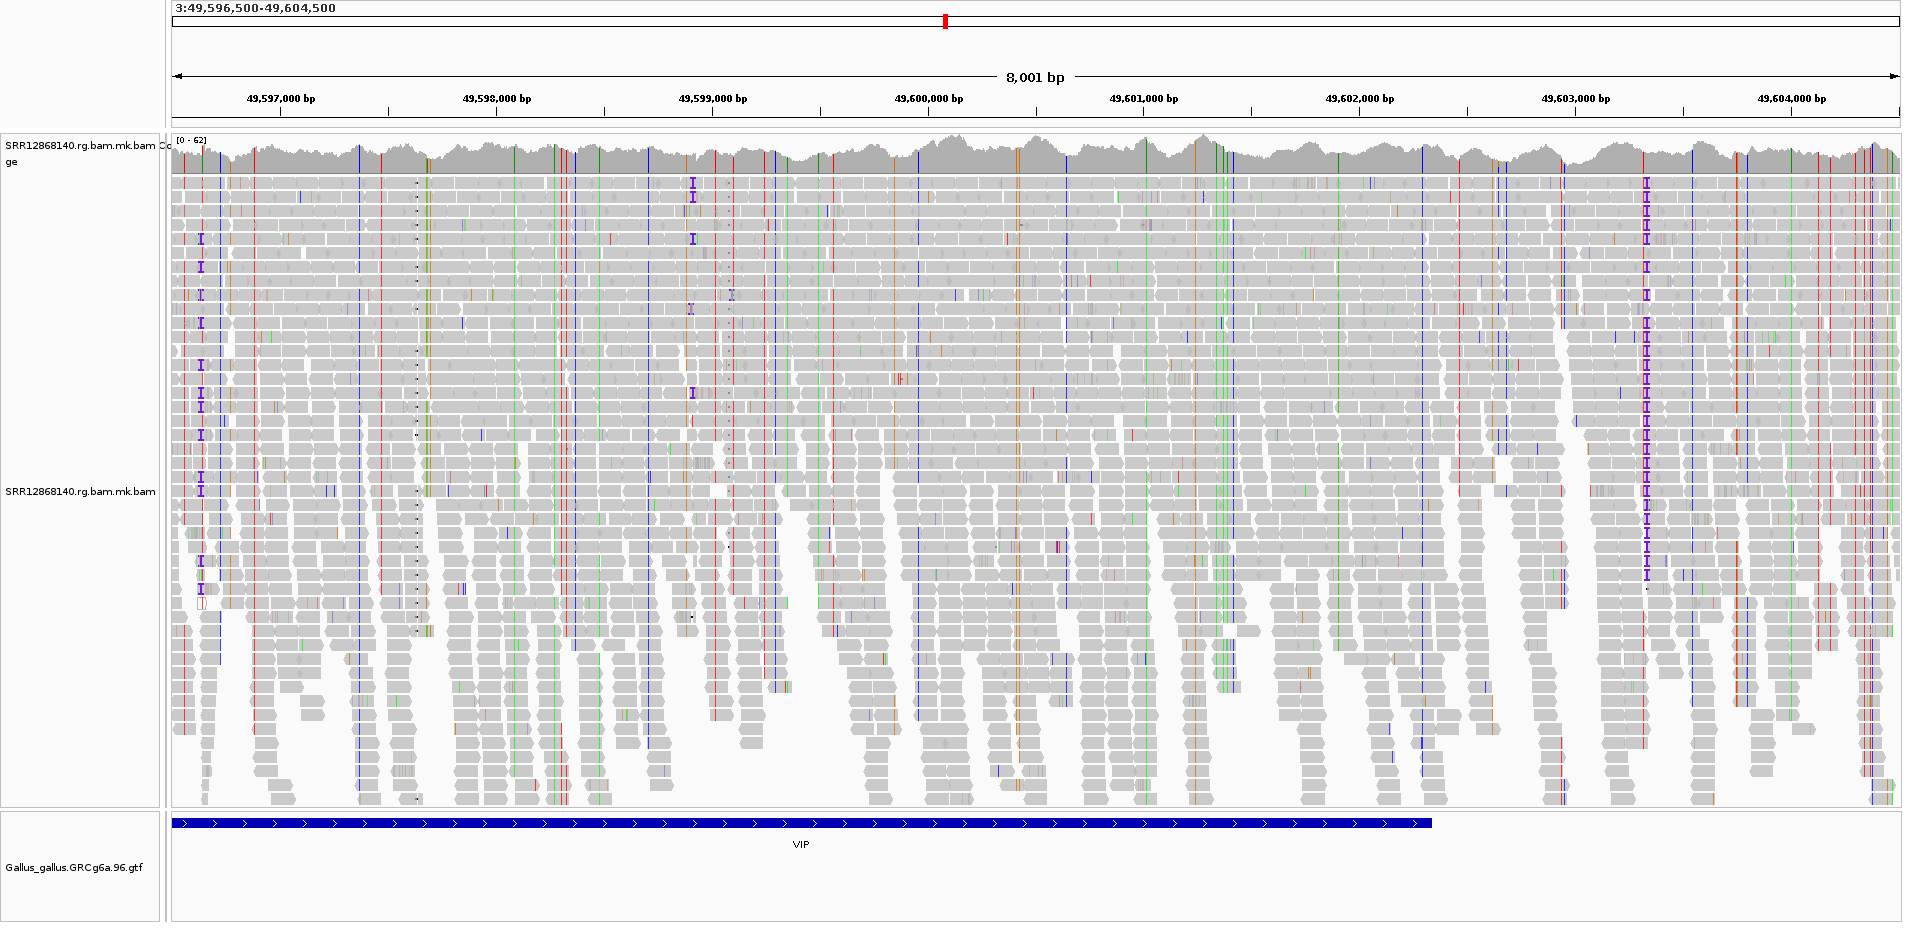 3:49,596,500-49,604,500
8,001 bp
49,597,000 bp 49,598,000 bp 49,599,000 bp 49,600,000 bp 49,601,000 bp 49,602,000 bp 49,603,000 bp 49,604,000 bp
[0 - 62]
SRR12868140.rg.bam.mk.bam Co
ge
SRR12868140.rg.bam.mk.bam
VIP
Gallus_gallus.GRCg6a.96.gtf